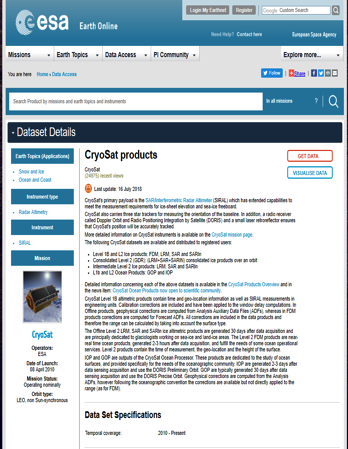 Login My Earthnet
Register
Google Custom Search
esa
Earth Online
Need Help? Contact here
European Space Agency
Missions
Earth Topics
Data Access
PI Community
Explore more...
You are here Home » Data Access
Follow
Share
Search Product by missions and earth topics and instruments
In all missions
?
- Dataset Details
Earth Topics (Applications)
Snow and Ice
Ocean and Coast
Instrument type
Radar Altimetry
Instrument
SIRAL
Mission
CryoSat
Operators:
ESA
Date of Launch:
08 April 2010
Mission Status:
Operating nominally
Orbit type:
LEO, non Sun-synchronous
CryoSat products
CryoSat
(24975) recent views
GET DATA
VISUALISE DATA
Last update: 16 July 2018
CryoSat's primary payload is the SAR/Interferometric Radar Altimeter (SIRAL) which has extended capabilities to
meet the measurement requirements for ice-sheet elevation and sea-ice freeboard.
CryoSat also carries three star trackers for measuring the orientation of the baseline. In addition, a radio receiver
called Doppler Orbit and Radio Positioning Integration by Satellite (DORIS) and a small laser retroreflector ensures
that CryoSat's position will be accurately tracked.
More detailed information on CryoSat instruments is available on the CryoSat mission page.
The following CryoSat datasets are available and distributed to registered users:
Level 1B and L2 Ice products: FDM, LRM, SAR and SARIn
Consolidated Level 2 (GDR): (LRM+SAR+SARIn) consolidated ice products over an orbit
Intermediate Level 2 Ice products: LRM, SAR and SARIn
L1b and L2 Ocean Products: GOP and IOP
Detailed information concerning each of the above datasets is available in the CryoSat Products Overview and in
the news item: CryoSat Ocean Products now open to scientific community.
CryoSat Level 1B altimetric products contain time and geo-location information as well as SIRAL measurements in
engineering units. Calibration corrections are included and have been applied to the window delay computations. In
Offline products, geophysical corrections are computed from Analysis Auxiliary Data Files (ADFs), whereas in FDM
products corrections are computed for Forecast ADFs. All corrections are included in the data products and
therefore the range can be calculated by taking into account the surface type.
The Offline Level 2 LRM, SAR and SARIn ice altimetric products are generated 30 days after data acquisition and
are principally dedicated to glaciologists working on sea-ice and land-ice areas. The Level 2 FDM products are near-
real time ocean products, generated 2-3 hours after data acquisition, and fulfill the needs of some ocean operational
services. Level 2 products contain the time of measurement, the geo-location and the height of the surface.
IOP and GOP are outputs of the CryoSat Ocean Processor. These products are dedicated to the study of ocean
surfaces, and provided specifically for the needs of the oceanographic community. IOP are generated 2-3 days after
data sensing acquisition and use the DORIS Preliminary Orbit. GOP are typically generated 30 days after data
sensing acquisition and use the DORIS Precise Orbit. Geophysical corrections are computed from the Analysis
ADFs, however following the oceanographic convention the corrections are available but not directly applied to the
range (as for FDM).
Data Set Specifications
Temporal coverage: 2010 - Present